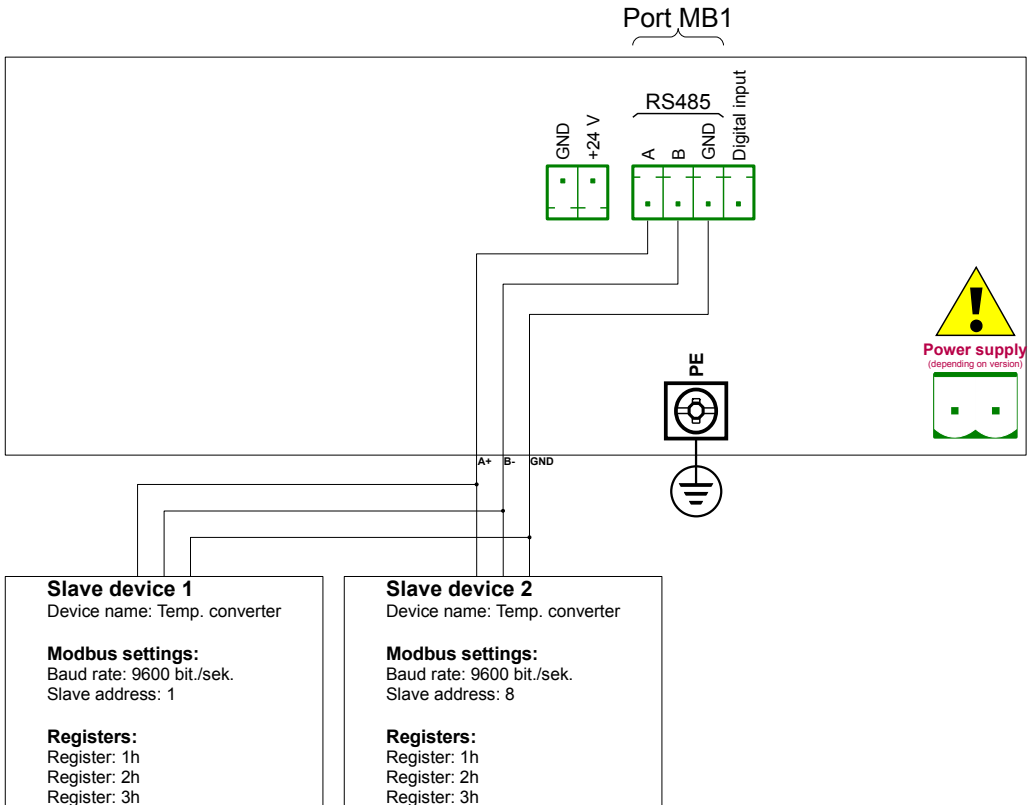 Port MB1
RS485
GND
+24 V
A
B
GND
Digital input
Power supply
(depending on version)
PE
A+ B- GND
Slave device 1
Device name: Temp. converter
Modbus settings:
Baud rate: 9600 bit./sek.
Slave address: 1
Registers:
Register: 1h
Register: 2h
Register: 3h
Slave device 2
Device name: Temp. converter
Modbus settings:
Baud rate: 9600 bit./sek.
Slave address: 8
Registers:
Register: 1h
Register: 2h
Register: 3h